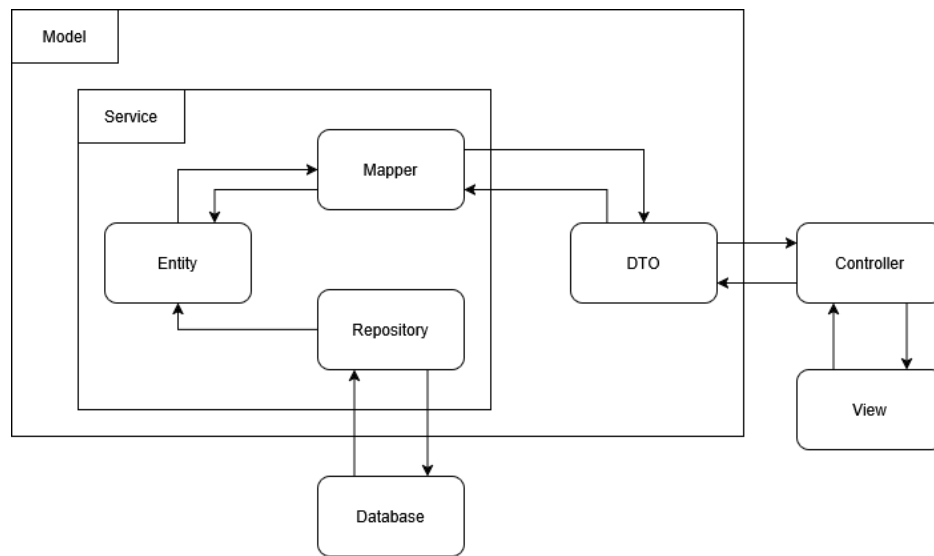 Model
Service
Mapper
Entity
DTO
Controller
Repository
View
Database